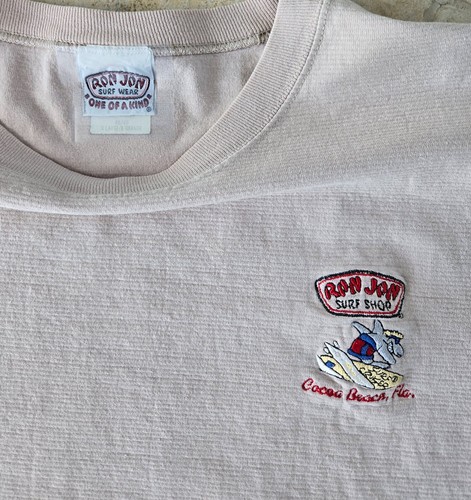 RON JON
SURF WEAR
"ONE OF A KIND"
RON JON
SURF SHOP
Cocoa Beach, Fla.